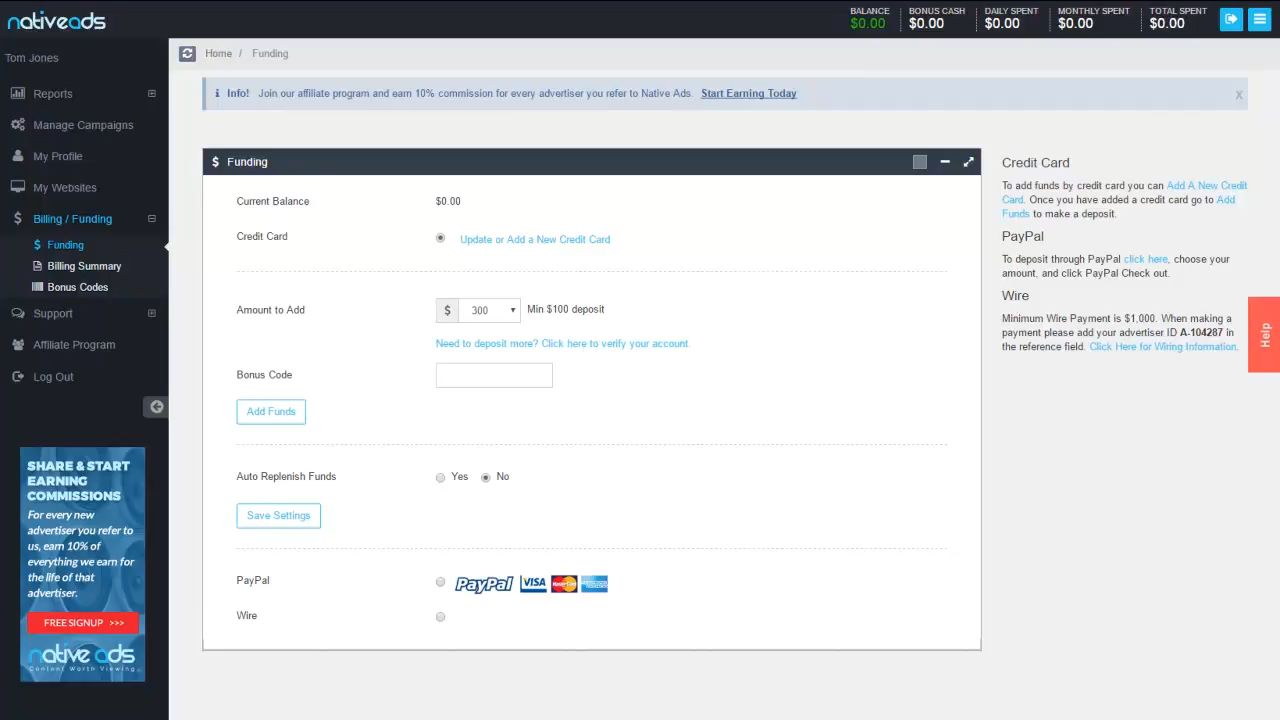 nativeads
BALANCE
$0.00
BONUS CASH
$0.00
DAILY SPENT
$0.00
MONTHLY SPENT
$0.00
TOTAL SPENT
$0.00
Tom Jones
Reports
Manage Campaigns
My Profile
My Websites
$ Billing / Funding
$ Funding
Billing Summary
Bonus Codes
Support
Affiliate Program
Log Out
SHARE & START
EARNING
COMMISSIONS
For every new
advertiser you refer to
us, earn 10% of
everything we earn for
the life of that
advertiser.
FREE SIGNUP >>>
native ads
Content Worth Viewing
Home / Funding
i Info! Join our affiliate program and earn 10% commission for every advertiser you refer to Native Ads. Start Earning Today
x
$ Funding
Current Balance $0.00
Credit Card Update or Add a New Credit Card
Amount to Add $ 300 Min $100 deposit
Need to deposit more? Click here to verify your account.
Bonus Code
Add Funds
Auto Replenish Funds Yes No
Save Settings
PayPal PayPal VISA MasterCard AMERICAN EXPRESS
Wire
Credit Card
To add funds by credit card you can Add A New Credit
Card. Once you have added a credit card go to Add
Funds to make a deposit.
PayPal
To deposit through PayPal click here, choose your
amount, and click PayPal Check out.
Wire
Minimum Wire Payment is $1,000. When making a
payment please add your advertiser ID A-104287 in
the reference field. Click Here for Wiring Information.
Help